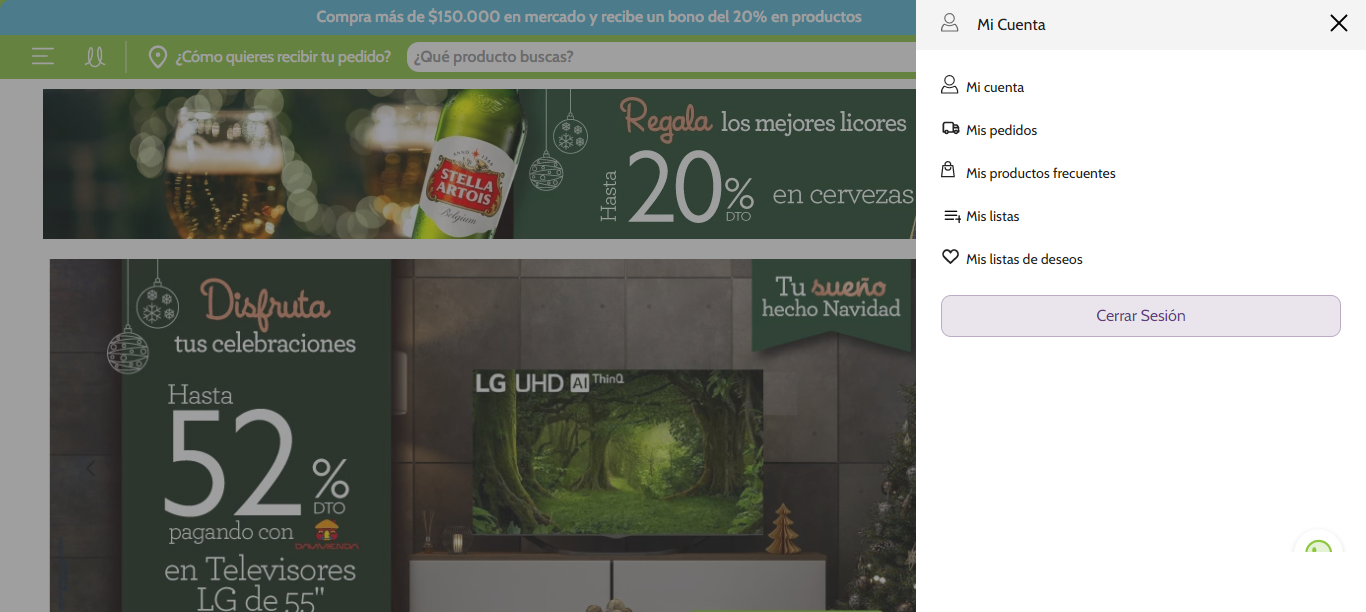 Compra más de $150.000 en mercado y recibe un bono del 20% en productos
¿Cómo quieres recibir tu pedido?
¿Qué producto buscas?
Regala los mejores licores
Hasta 20% DTO en cervezas
STELLA
ARTOIS
Belgium
Disfruta
tus celebraciones
Hasta
52%
DTO
pagando con
DAVIVIENDA
en Televisores
LG de 55"
Tu sueño
hecho Navidad
LG UHD AI ThinQ
Mi Cuenta
Mi cuenta
Mis pedidos
Mis productos frecuentes
Mis listas
Mis listas de deseos
Cerrar Sesión